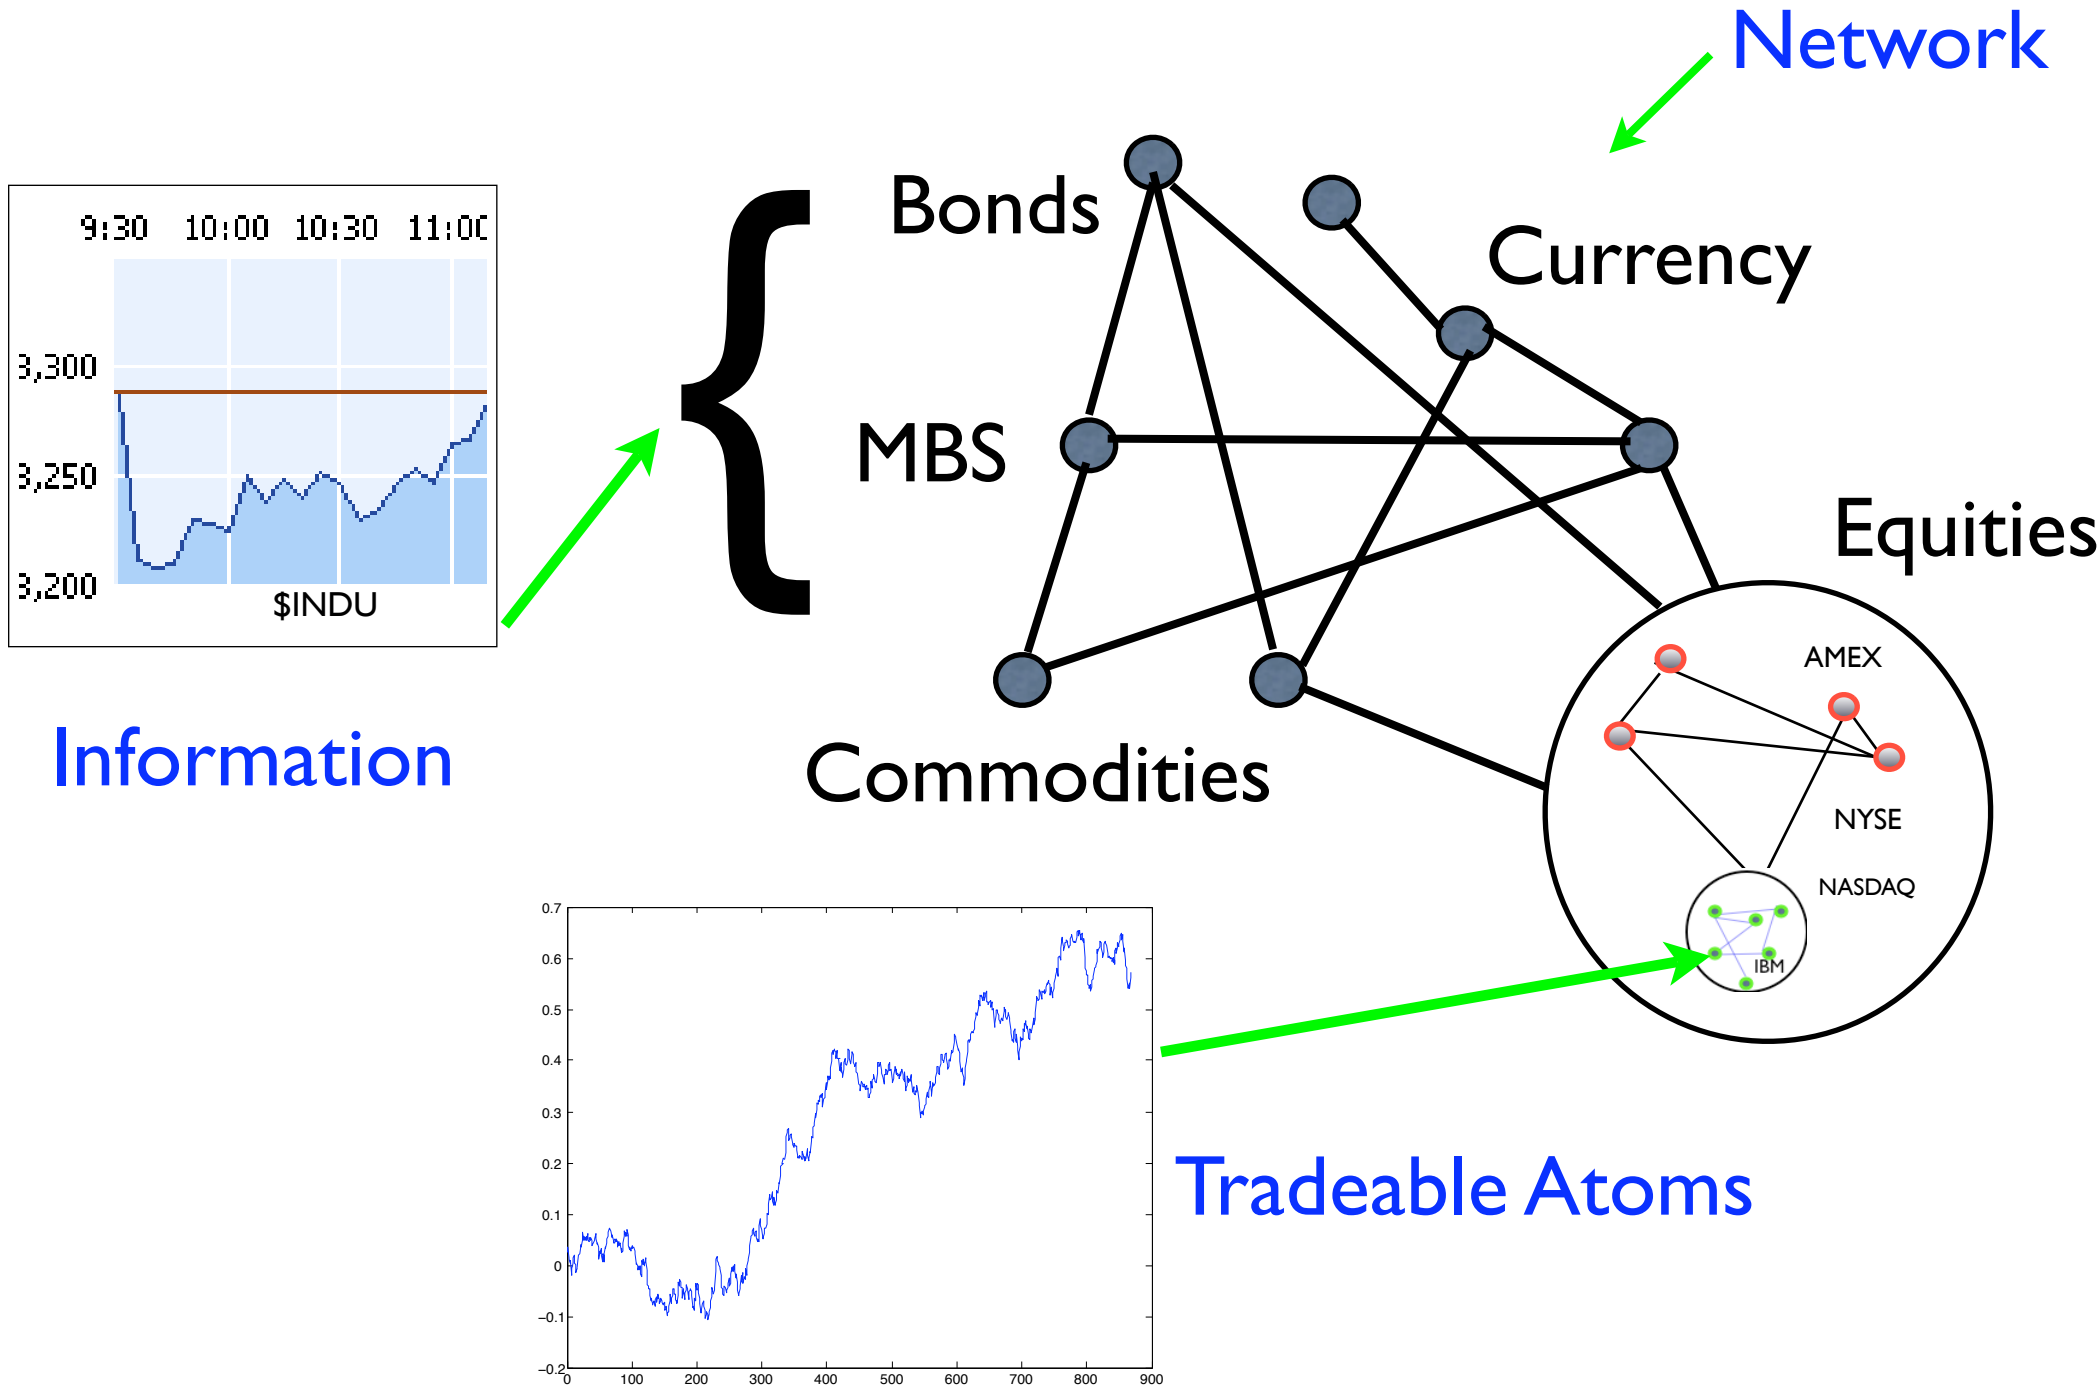 Network
Bonds
Currency
9:30 10:00 10:30 11:00
3,300
3,250
3,200
$INDU
MBS
Equities
AMEX
Information
Commodities
NYSE
NASDAQ
IBM
0.7
0.6
0.5
0.4
0.3
0.2
0.1
0
−0.1
−0.2
0 100 200 300 400 500 600 700 800 900
Tradeable Atoms